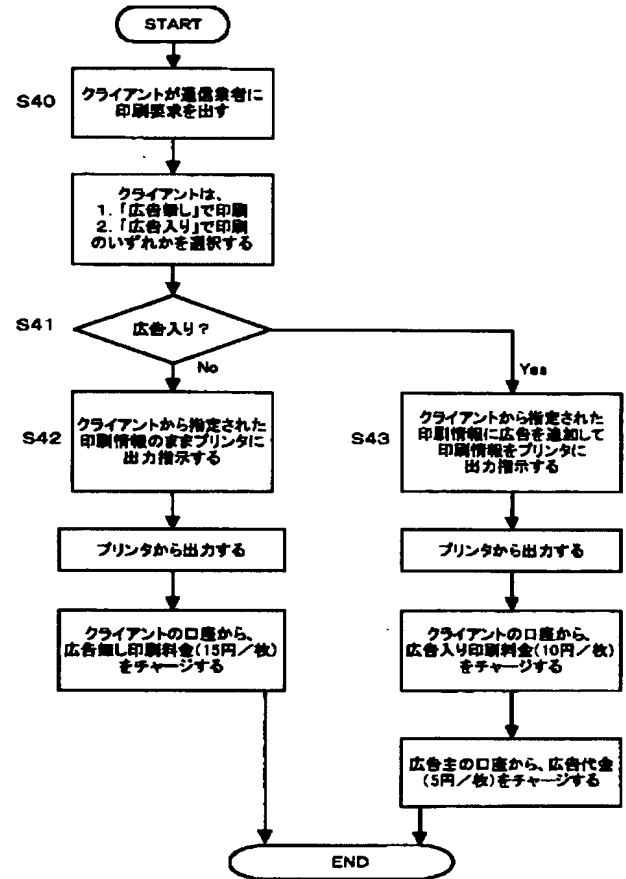 START
S40
クライアントが通信業者に
印刷要求を出す
クライアントは、
1.「広告無し」で印刷
2.「広告入り」で印刷
のいずれかを選択する
S41
広告入り?
No
Yes
S42
クライアントから指定された
印刷情報のままプリンタに
出力指示する
S43
クライアントから指定された
印刷情報に広告を追加して
印刷情報をプリンタに
出力指示する
プリンタから出力する
プリンタから出力する
クライアントの口座から、
広告無し印刷料金(15円/枚)
をチャージする
クライアントの口座から、
広告入り印刷料金(10円/枚)
をチャージする
広告主の口座から、広告代金
(5円/枚)をチャージする
END